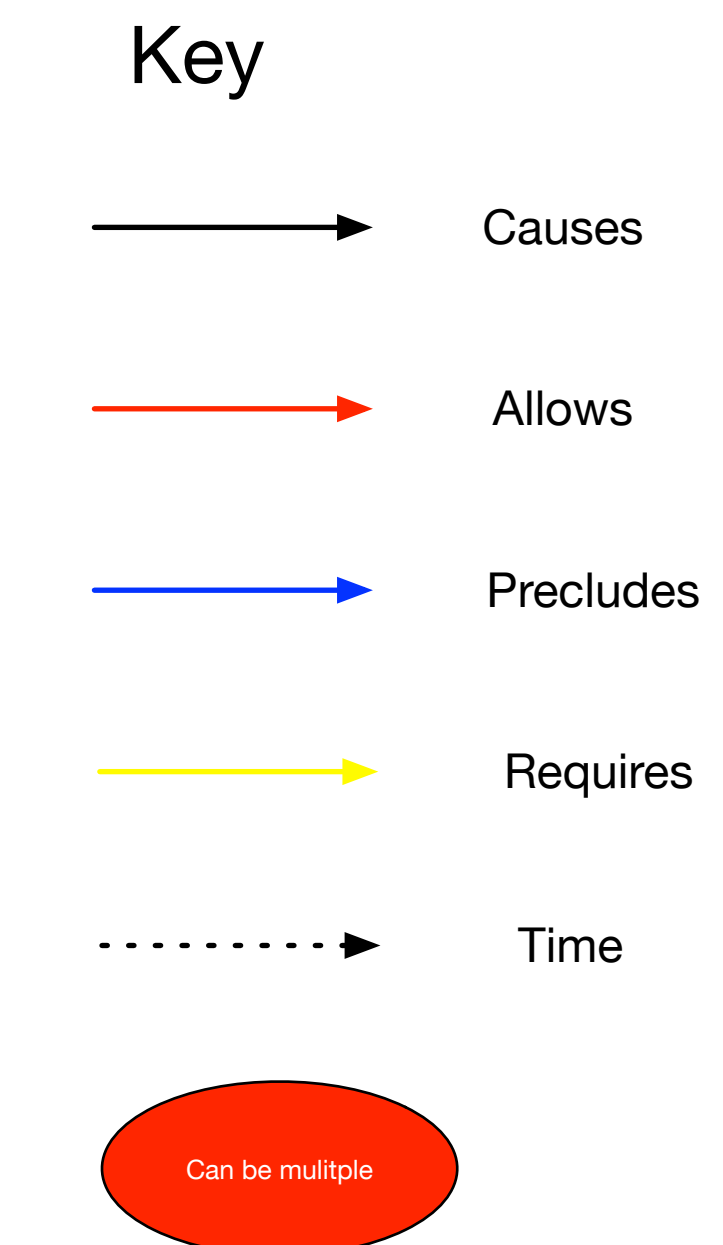 Key
Causes
Allows
Precludes
Requires
Time
Can be mulitple